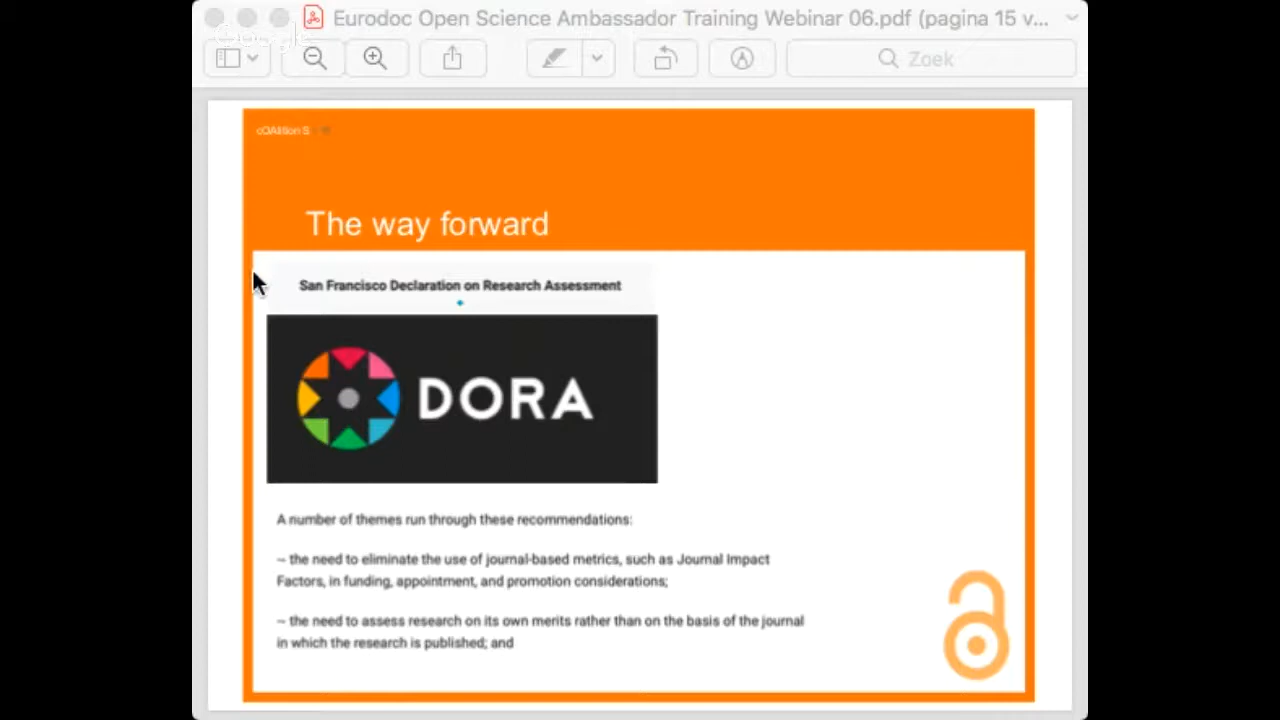 Eurodoc Open Science Ambassador Training Webinar 06.pdf (pagina 15 v...
Google
Zoek
cOAlition S
The way forward
San Francisco Declaration on Research Assessment
DORA
A number of themes run through these recommendations:
– the need to eliminate the use of journal-based metrics, such as Journal Impact
Factors, in funding, appointment, and promotion considerations;
– the need to assess research on its own merits rather than on the basis of the journal
in which the research is published; and